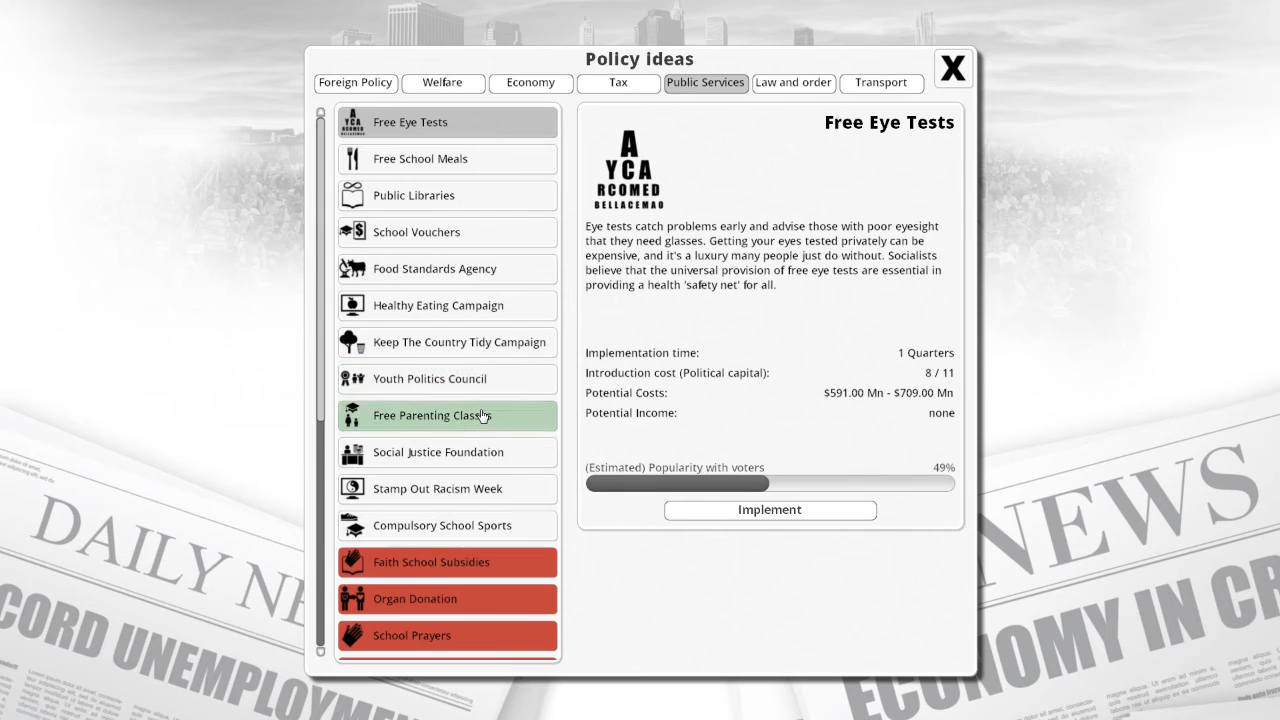 Policy ideas
X
Foreign Policy
Welfare
Economy
Tax
Public Services
Law and order
Transport
A
YCA
RCOMED
BELLACEMAO
Free Eye Tests
Free School Meals
Public Libraries
School Vouchers
Food Standards Agency
Healthy Eating Campaign
Keep The Country Tidy Campaign
Youth Politics Council
Free Parenting Classes
Social Justice Foundation
Stamp Out Racism Week
Compulsory School Sports
Faith School Subsidies
Organ Donation
School Prayers
Free Eye Tests
A
YCA
RCOMED
BELLACEMAO
Eye tests catch problems early and advise those with poor eyesight
that they need glasses. Getting your eyes tested privately can be
expensive, and it's a luxury many people just do without. Socialists
believe that the universal provision of free eye tests are essential in
providing a health 'safety net' for all.
Implementation time: 1 Quarters
Introduction cost (Political capital): 8 / 11
Potential Costs: $591.00 Mn - $709.00 Mn
Potential Income: none
(Estimated) Popularity with voters 49%
Implement
DAILY NE
CORD UNEMPLOYM
NEWS
ECONOMY IN CR